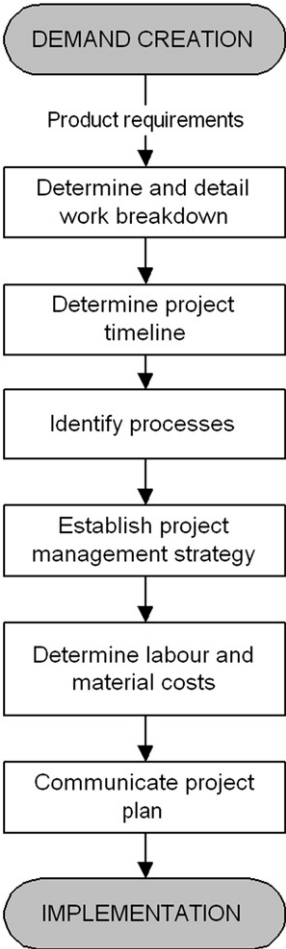 DEMAND CREATION
Product requirements
Determine and detail
work breakdown
Determine project
timeline
Identify processes
Establish project
management strategy
Determine labour and
material costs
Communicate project
plan
IMPLEMENTATION